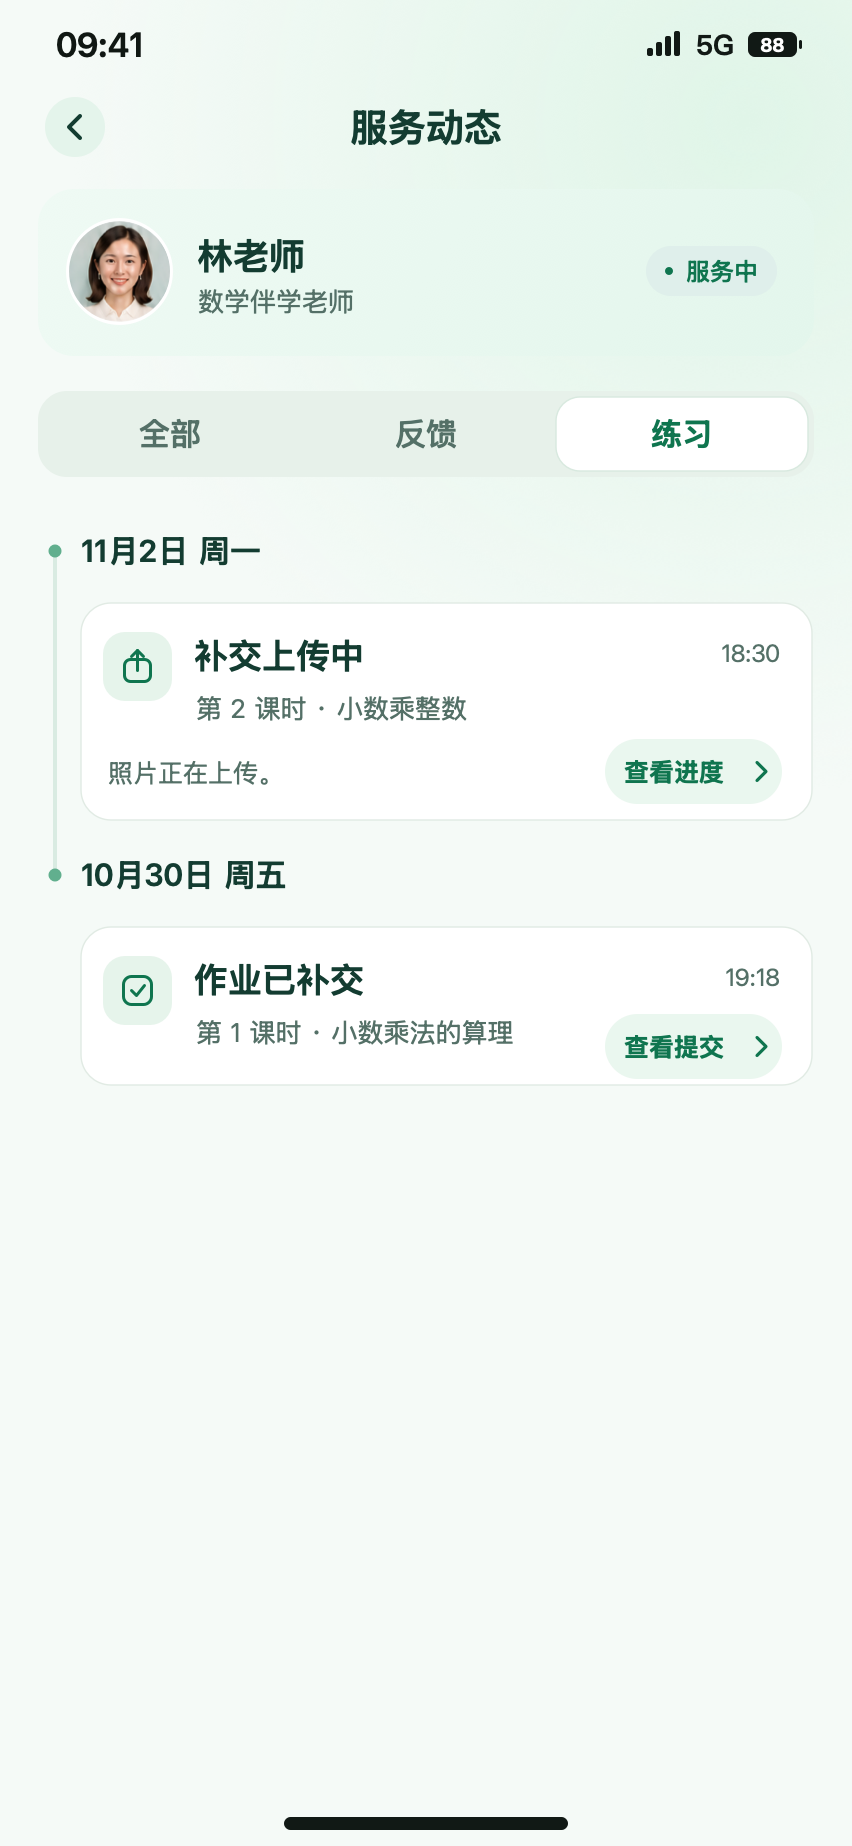 09:41
5G 88
服务动态
林老师
数学伴学老师
服务中
全部 反馈 练习
11月2日 周一
补交上传中 18:30
第 2 课时 · 小数乘整数
照片正在上传。 查看进度
10月30日 周五
作业已补交 19:18
第 1 课时 · 小数乘法的算理
查看提交